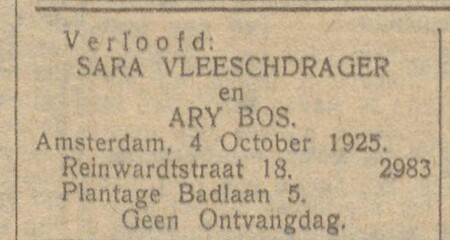 Verloofd:
SARA VLEESCHDRAGER
en
ARY BOS.
Amsterdam, 4 October 1925.
Reinwardtstraat 18. 2983
Plantage Badlaan 5.
Geen Ontvangdag.